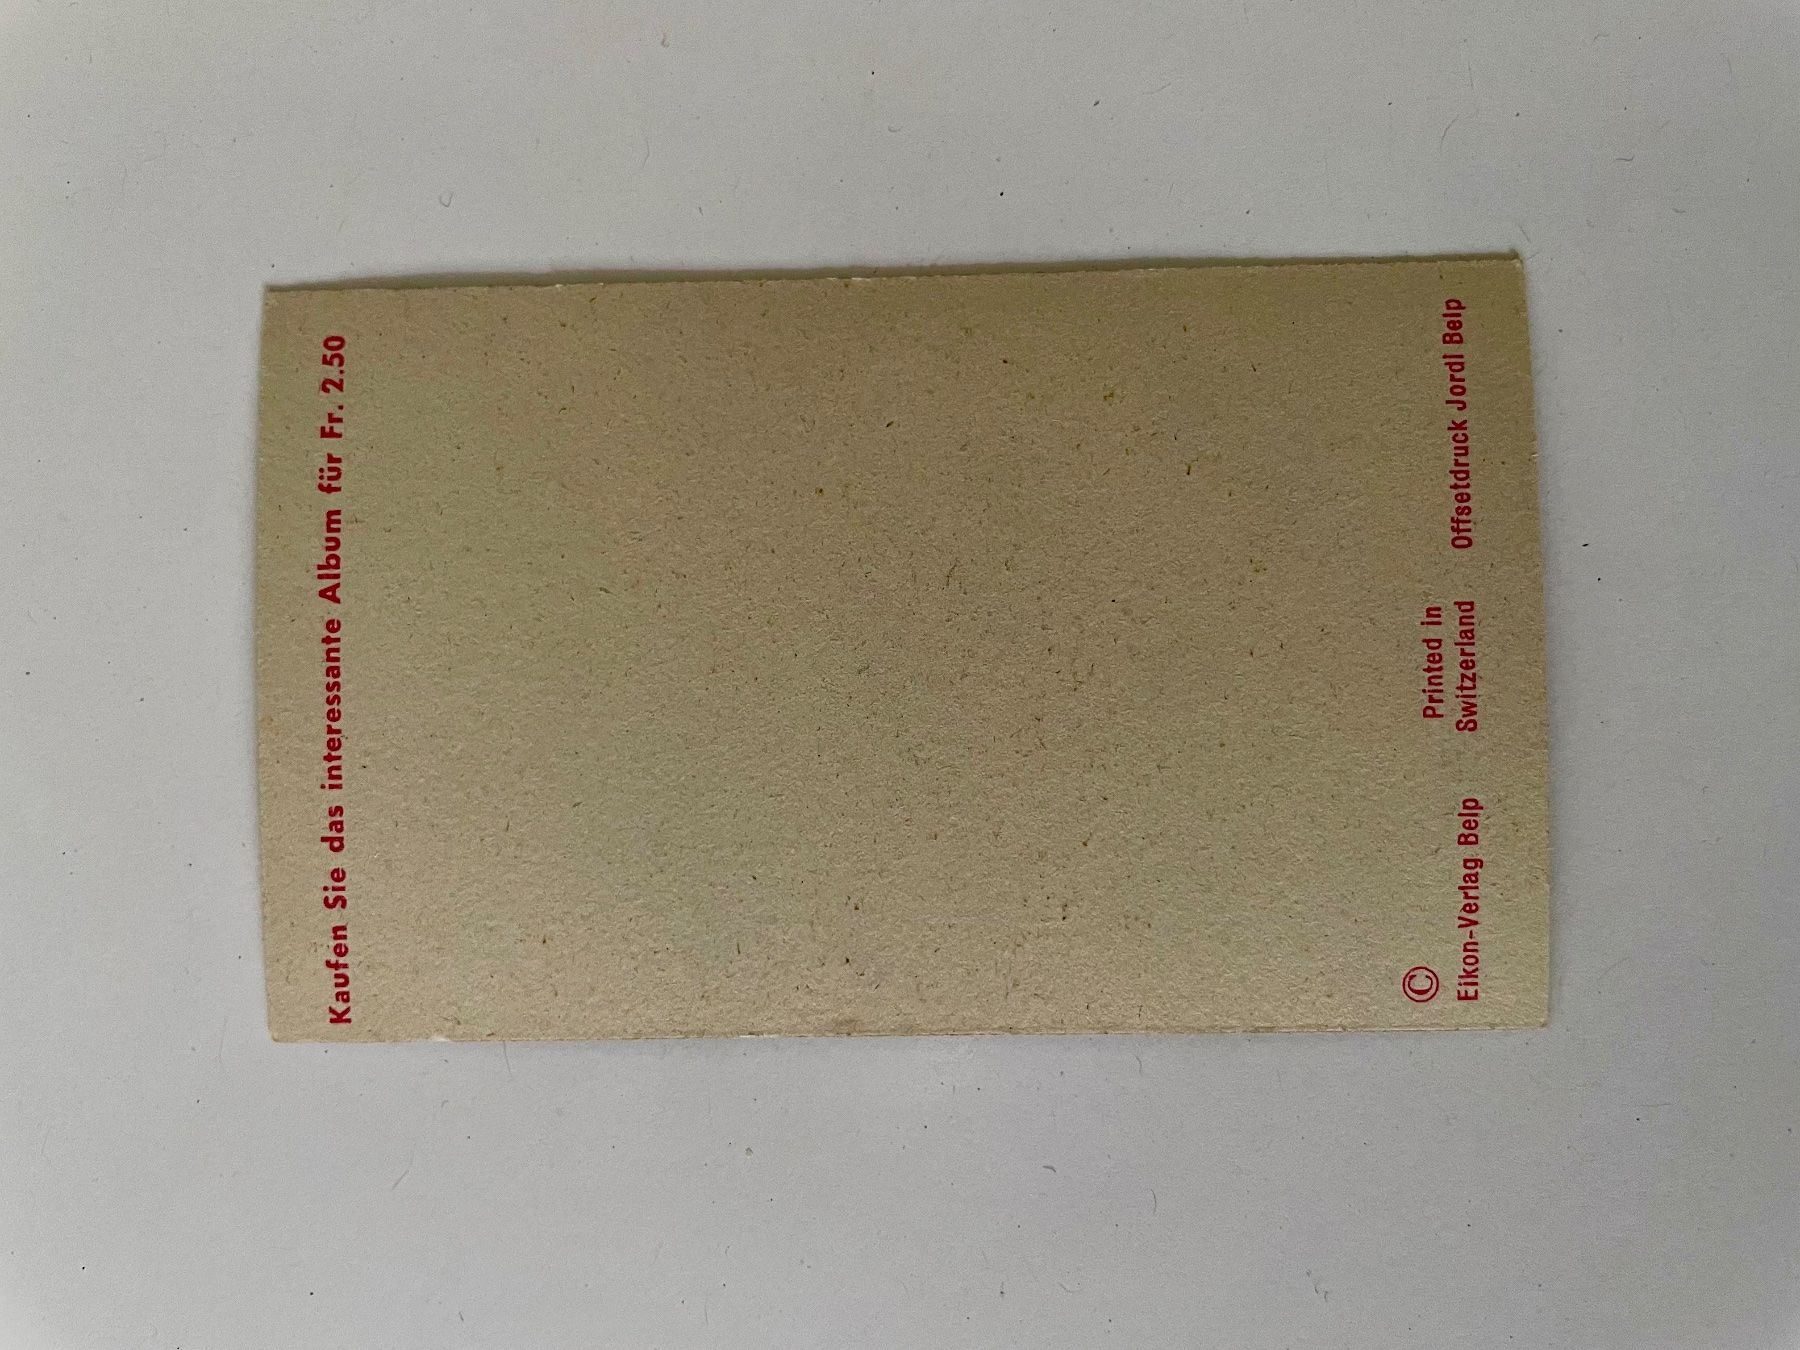 Kaufen Sie das interessante Album für Fr. 2.50
©
Eikon-Verlag Belp
Printed in
Switzerland
Offsetdruck Jordi Belp